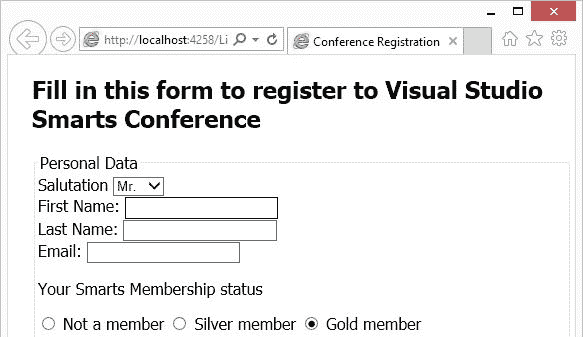 http://localhost:4258/Li
Conference Registration
Fill in this form to register to Visual Studio
Smarts Conference
Personal Data
Salutation Mr.
First Name:
Last Name:
Email:
Your Smarts Membership status
Not a member Silver member Gold member